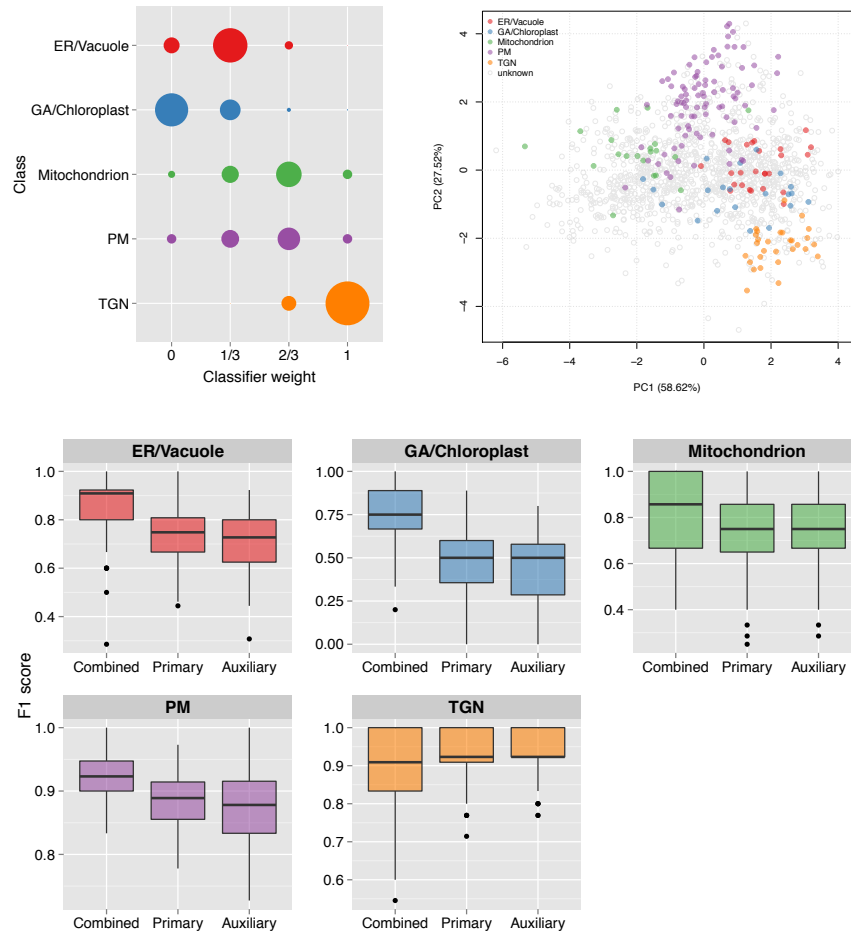 ER/Vacuole
GA/Chloroplast
Mitochondrion
PM
TGN
Class
0 1/3 2/3 1
Classifier weight
ER/Vacuole
GA/Chloroplast
Mitochondrion
PM
TGN
unknown
4
2
0
−2
−4
PC2 (27.52%)
−6 −4 −2 0 2 4
PC1 (58.62%)
F1 score
ER/Vacuole
1.0
0.8
0.6
0.4
Combined Primary Auxiliary
GA/Chloroplast
1.00
0.75
0.50
0.25
0.00
Combined Primary Auxiliary
Mitochondrion
1.0
0.8
0.6
0.4
Combined Primary Auxiliary
PM
1.0
0.9
0.8
Combined Primary Auxiliary
TGN
1.0
0.9
0.8
0.7
0.6
Combined Primary Auxiliary